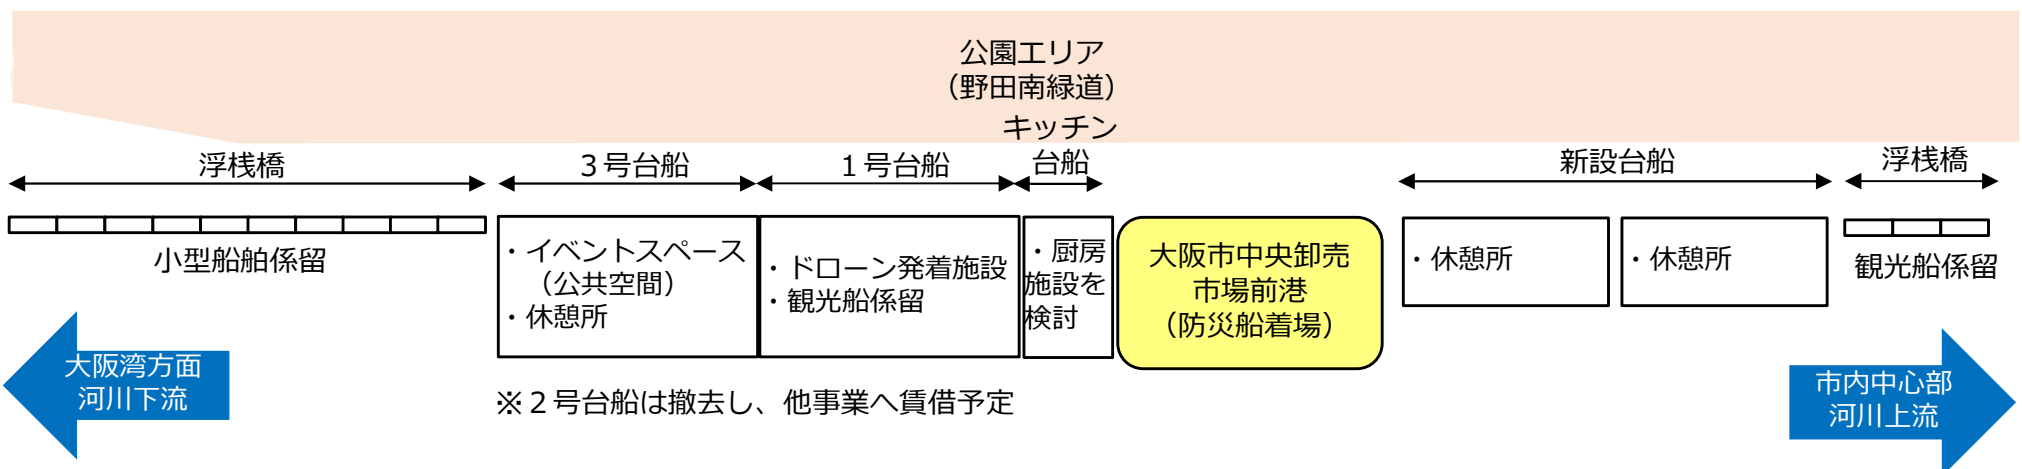 公園エリア
（野田南緑道）
浮桟橋
３号台船
１号台船
キッチン
台船
新設台船
浮桟橋
小型船舶係留
・イベントスペース
（公共空間）
・休憩所
・ドローン発着施設
・観光船係留
・厨房
施設を
検討
大阪市中央卸売
市場前港
（防災船着場）
・休憩所
・休憩所
観光船係留
大阪湾方面
河川下流
※２号台船は撤去し、他事業へ賃借予定
市内中心部
河川上流